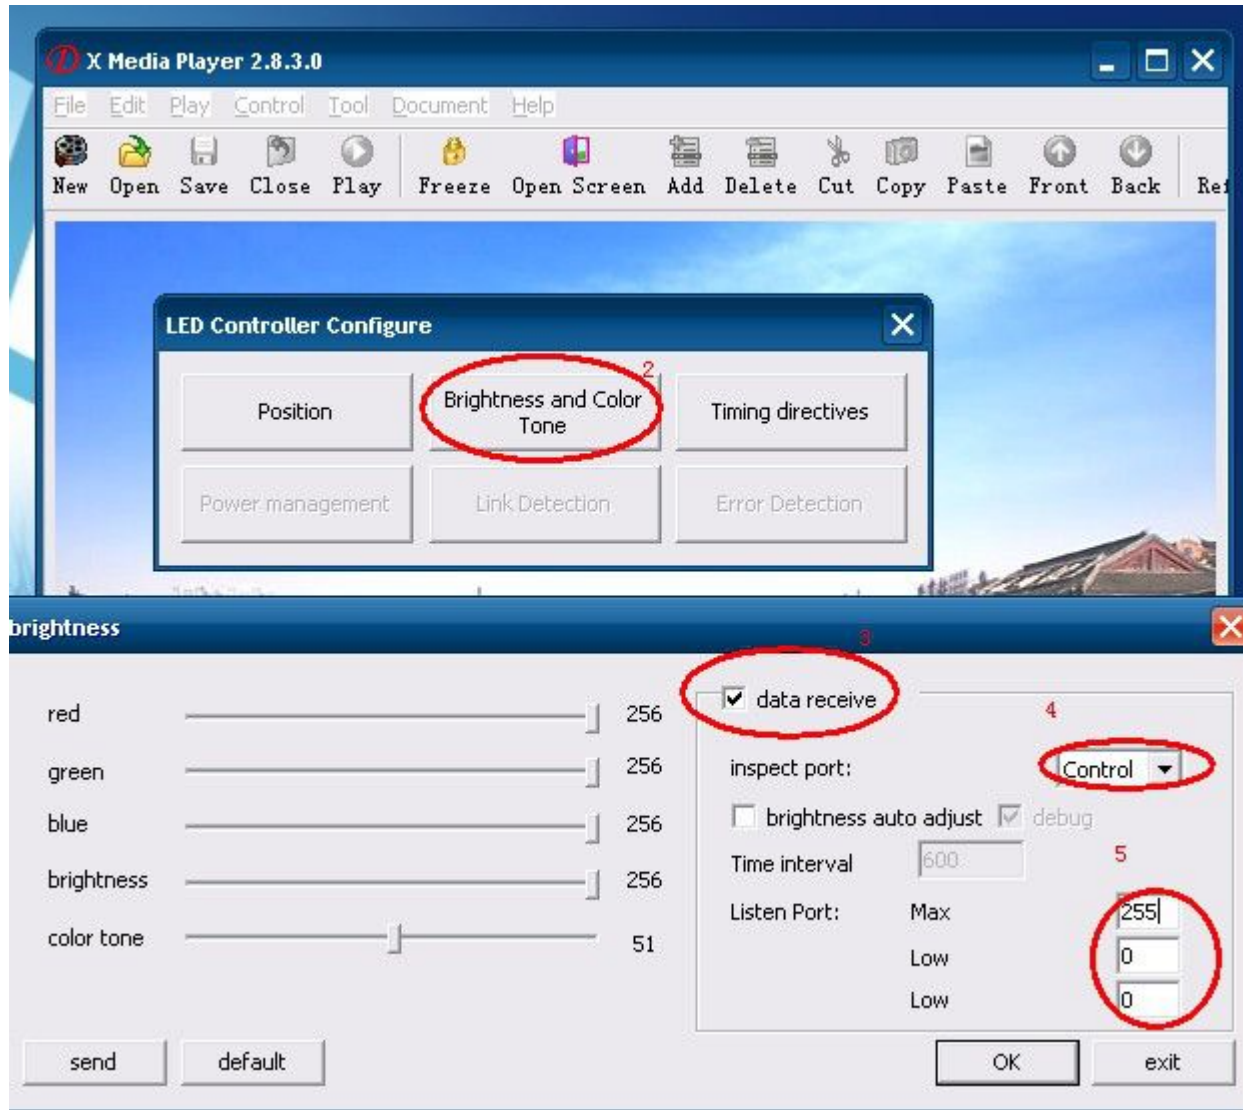 X Media Player 2.8.3.0
File Edit Play Control Tool Document Help
New Open Save Close Play Freeze Open Screen Add Delete Cut Copy Paste Front Back
LED Controller Configure
2
Position
Brightness and Color
Tone
Timing directives
Power management Link Detection Error Detection
brightness
3
data receive
4
red 256
green 256
blue 256
brightness 256
color tone 51
inspect port: Control
brightness auto adjust debug
Time interval 600
5
Listen Port: Max 255
Low 0
Low 0
send default OK exit